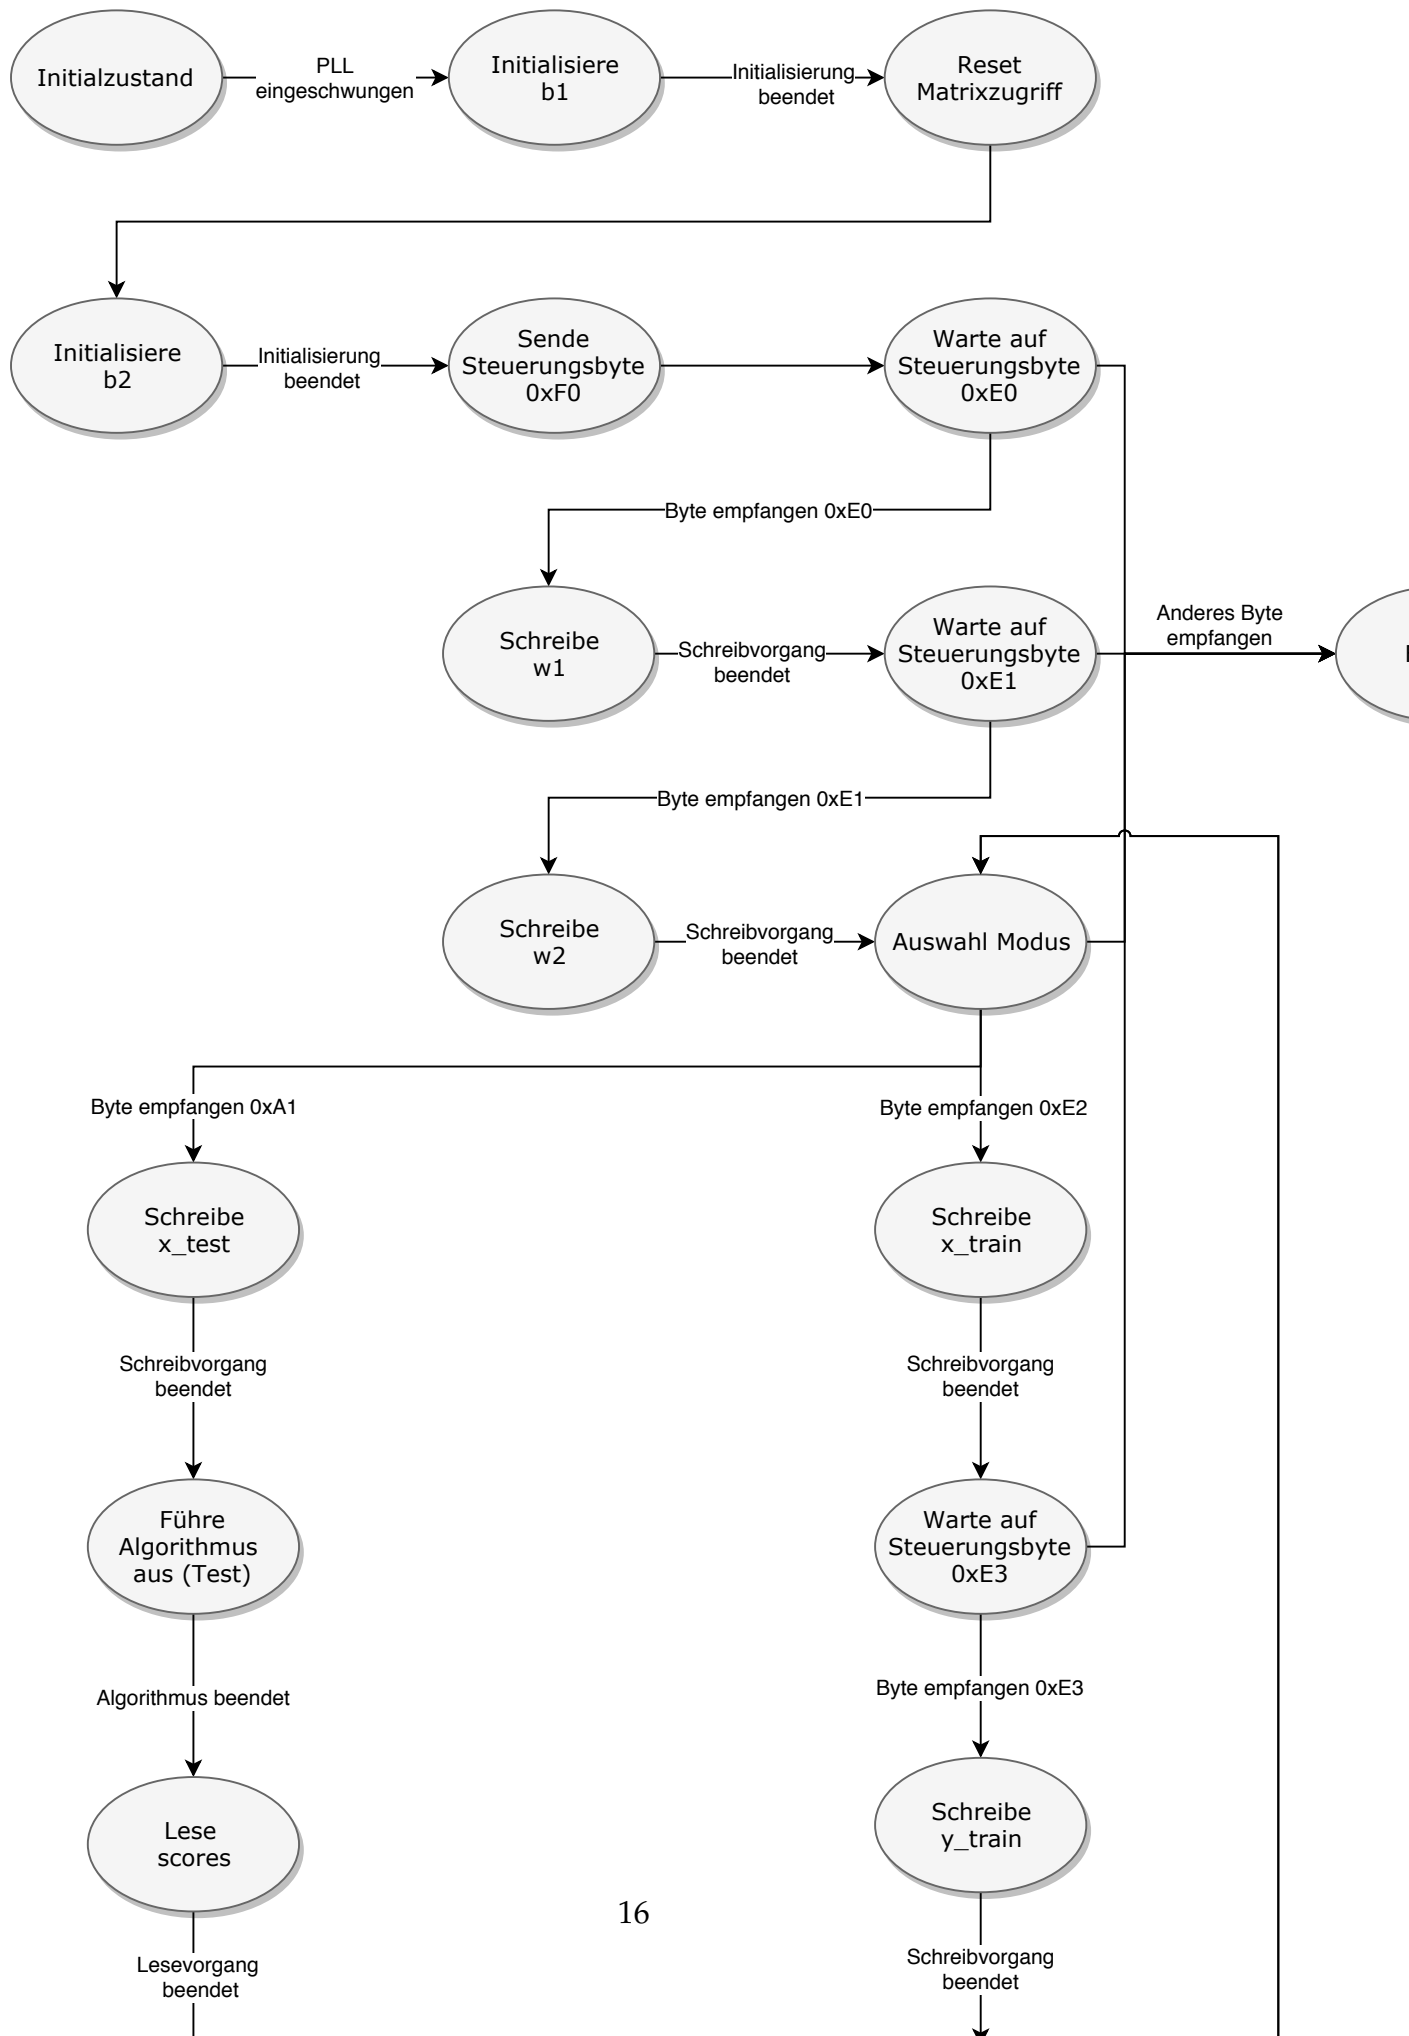 Initialzustand
PLL
eingeschwungen
Initialisiere
b1
Initialisierung
beendet
Reset
Matrixzugriff
Initialisiere
b2
Initialisierung
beendet
Sende
Steuerungsbyte
0xF0
Warte auf
Steuerungsbyte
0xE0
Byte empfangen 0xE0
Schreibe
w1
Schreibvorgang
beendet
Warte auf
Steuerungsbyte
0xE1
Anderes Byte
empfangen
Byte empfangen 0xE1
Schreibe
w2
Schreibvorgang
beendet
Auswahl Modus
Byte empfangen 0xA1
Byte empfangen 0xE2
Schreibe
x_test
Schreibe
x_train
Schreibvorgang
beendet
Schreibvorgang
beendet
Führe
Algorithmus
aus (Test)
Warte auf
Steuerungsbyte
0xE3
Algorithmus beendet
Byte empfangen 0xE3
Lese
scores
Schreibe
y_train
16
Lesevorgang
beendet
Schreibvorgang
beendet